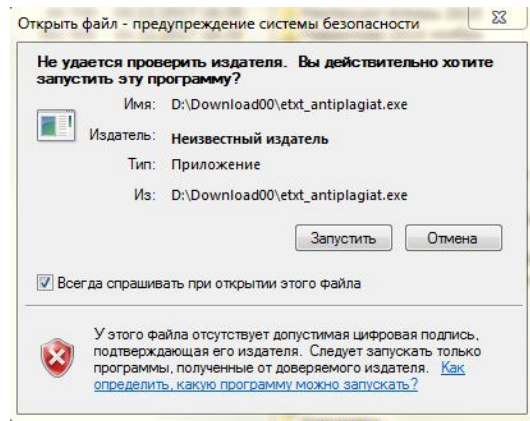 Открыть файл - предупреждение системы безопасности
Не удается проверить издателя. Вы действительно хотите
запустить эту программу?
Имя: D:\Download00\etxt_antiplagiat.exe
Издатель: Неизвестный издатель
Тип: Приложение
Из: D:\Download00\etxt_antiplagiat.exe
Запустить Отмена
Всегда спрашивать при открытии этого файла
У этого файла отсутствует допустимая цифровая подпись,
подтверждающая его издателя. Следует запускать только
программы, полученные от доверяемого издателя. Как
определить, какую программу можно запускать?